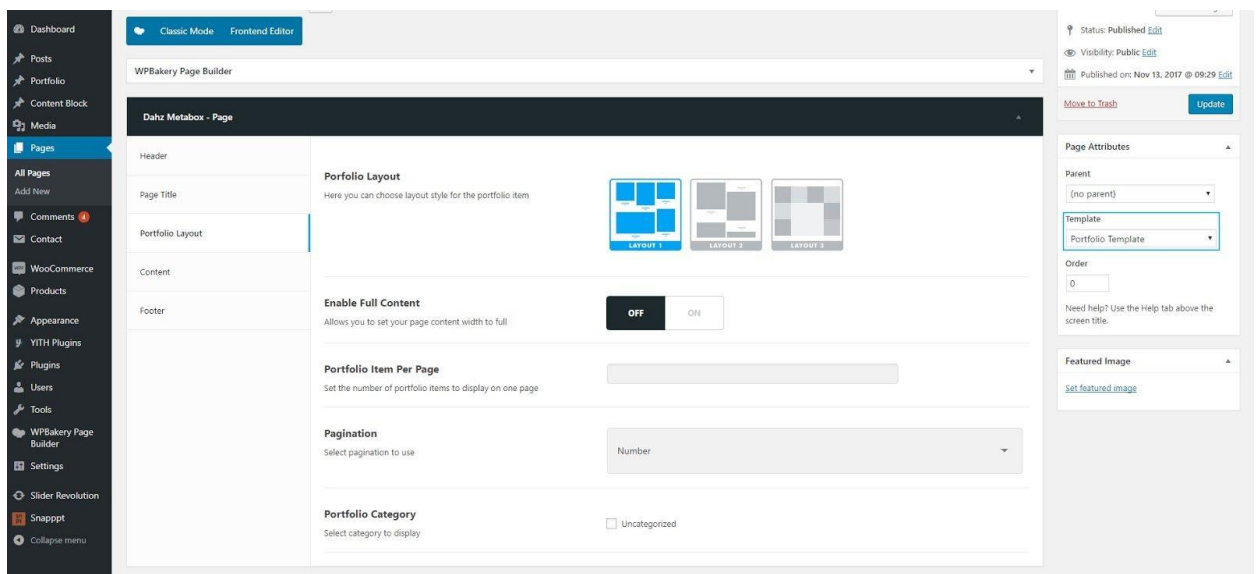 Dashboard
Posts
Portfolio
Content Block
Media
Pages
All Pages
Add New
Comments 4
Contact
WooCommerce
Products
Appearance
YITH Plugins
Plugins
Users
Tools
WPBakery Page
Builder
Settings
Slider Revolution
Snapppt
Collapse menu
Classic Mode Frontend Editor
WPBakery Page Builder
Dahz Metabox - Page
Header
Page Title
Portfolio Layout
Content
Footer
Porfolio Layout
Here you can choose layout style for the portfolio item
LAYOUT 1 LAYOUT 2 LAYOUT 3
Enable Full Content
Allows you to set your page content width to full
OFF ON
Portfolio Item Per Page
Set the number of portfolio items to display on one page
Pagination
Select pagination to use
Number
Portfolio Category
Select category to display
Uncategorized
Status: Published Edit
Visibility: Public Edit
Published on: Nov 13, 2017 @ 09:29 Edit
Move to Trash Update
Page Attributes
Parent
(no parent)
Template
Portfolio Template
Order
0
Need help? Use the Help tab above the
screen title.
Featured Image
Set featured image